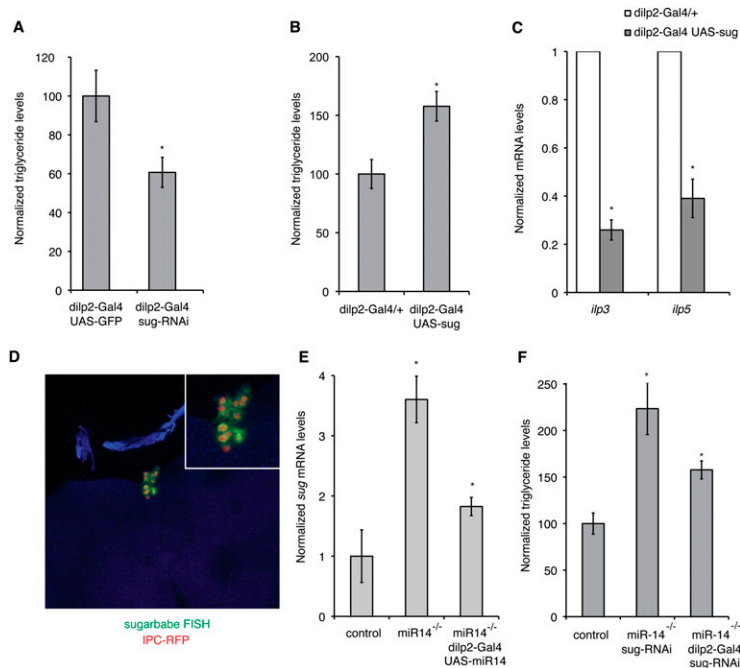 A
Normalized triglyceride levels
120
100
80
60
40
20
0
*
dilp2-Gal4 UAS-GFP
dilp2-Gal4 sug-RNAi
B
Normalized triglyceride levels
200
150
100
50
0
*
dilp2-Gal4/+
dilp2-Gal4 UAS-sug
C
dilp2-Gal4/+
dilp2-Gal4 UAS-sug
Normalized mRNA levels
1
0.8
0.6
0.4
0.2
0
*
*
ilp3
ilp5
D
sugarbabe FISH
IPC-RFP
E
Normalized sug mRNA levels
4
3
2
1
0
*
*
control
miR14-/-
miR14-/-
dilp2-Gal4
UAS-miR14
F
Normalized triglyceride levels
250
200
150
100
50
0
*
*
control
miR-14-/-
sug-RNAi
miR-14-/-
dilp2-Gal4
sug-RNAi